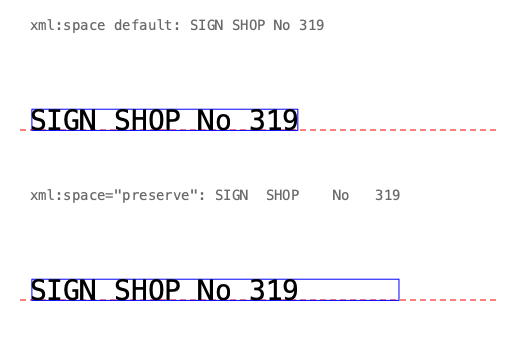 xml:space default: SIGN SHOP No 319
SIGN SHOP No 319
xml:space="preserve": SIGN  SHOP    No   319
SIGN SHOP No 319